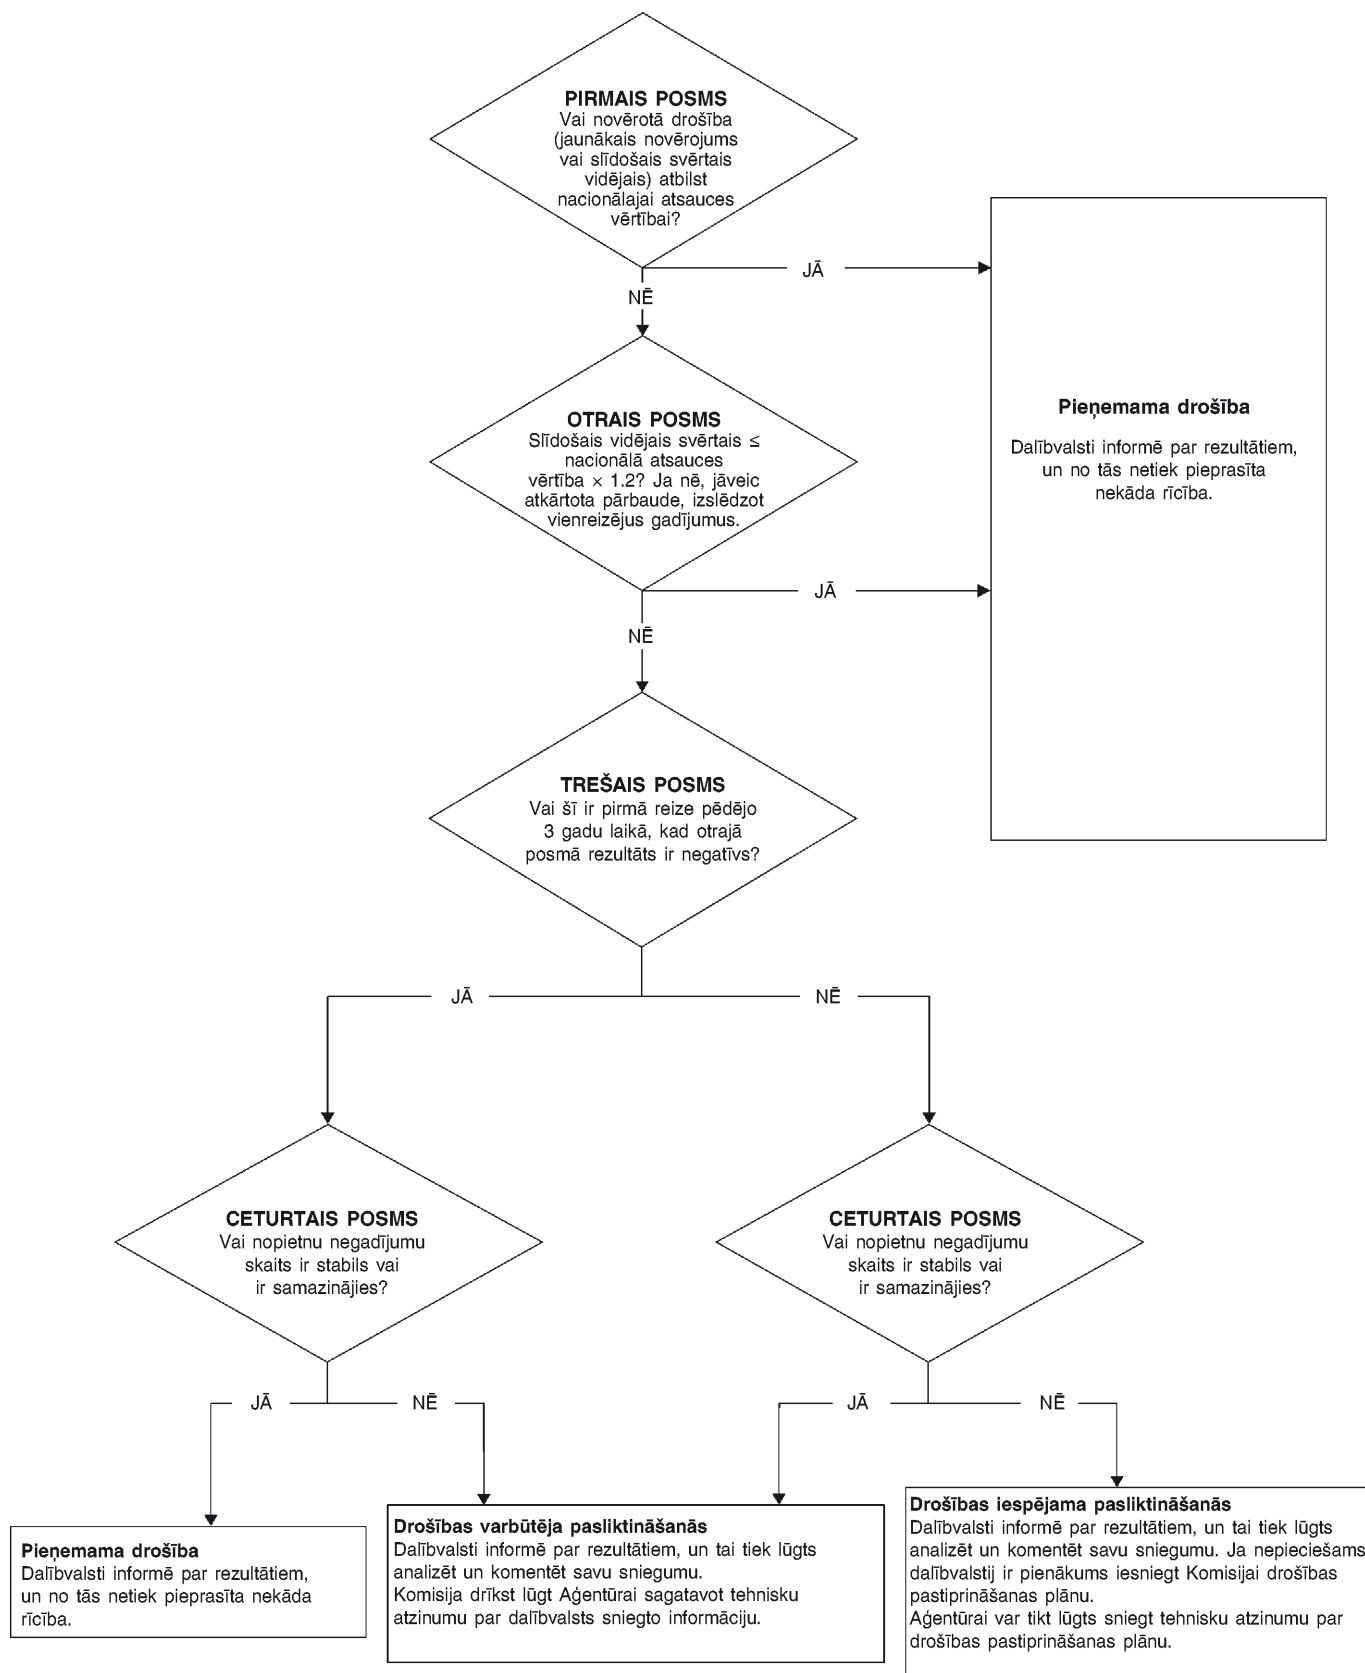 PIRMAIS POSMS
Vai novērotā drošība
(jaunākais novērojums
vai slīdošais svērtais
vidējais) atbilst
nacionālajai atsauces
vērtībai?
JĀ
NĒ
OTRAIS POSMS
Slīdošais vidējais svērtais ≤
nacionālā atsauces
vērtība × 1.2? Ja nē, jāveic
atkārtota pārbaude, izslēdzot
vienreizējus gadījumus.
Pieņemama drošība
Dalībvalsti informē par rezultātiem,
un no tās netiek pieprasīta
nekāda rīcība.
JĀ
NĒ
TREŠAIS POSMS
Vai šī ir pirmā reize pēdējo
3 gadu laikā, kad otrajā
posmā rezultāts ir negatīvs?
JĀ
NĒ
CETURTAIS POSMS
Vai nopietnu negadījumu
skaits ir stabils vai
ir samazinājies?
CETURTAIS POSMS
Vai nopietnu negadījumu
skaits ir stabils vai
ir samazinājies?
JĀ
NĒ
JĀ
NĒ
Pieņemama drošība
Dalībvalsti informē par rezultātiem,
un no tās netiek pieprasīta nekāda
rīcība.
Drošības varbūtēja pasliktināšanās
Dalībvalsti informē par rezultātiem, un tai tiek lūgts
analizēt un komentēt savu sniegumu.
Komisija drīkst lūgt Aģentūrai sagatavot tehnisku
atzinumu par dalībvalsts sniegto informāciju.
Drošības iespējama pasliktināšanās
Dalībvalsti informē par rezultātiem, un tai tiek lūgts
analizēt un komentēt savu sniegumu. Ja nepieciešams
dalībvalstij ir pienākums iesniegt Komisijai drošības
pastiprināšanas plānu.
Aģentūrai var tikt lūgts sniegt tehnisku atzinumu par
drošības pastiprināšanas plānu.